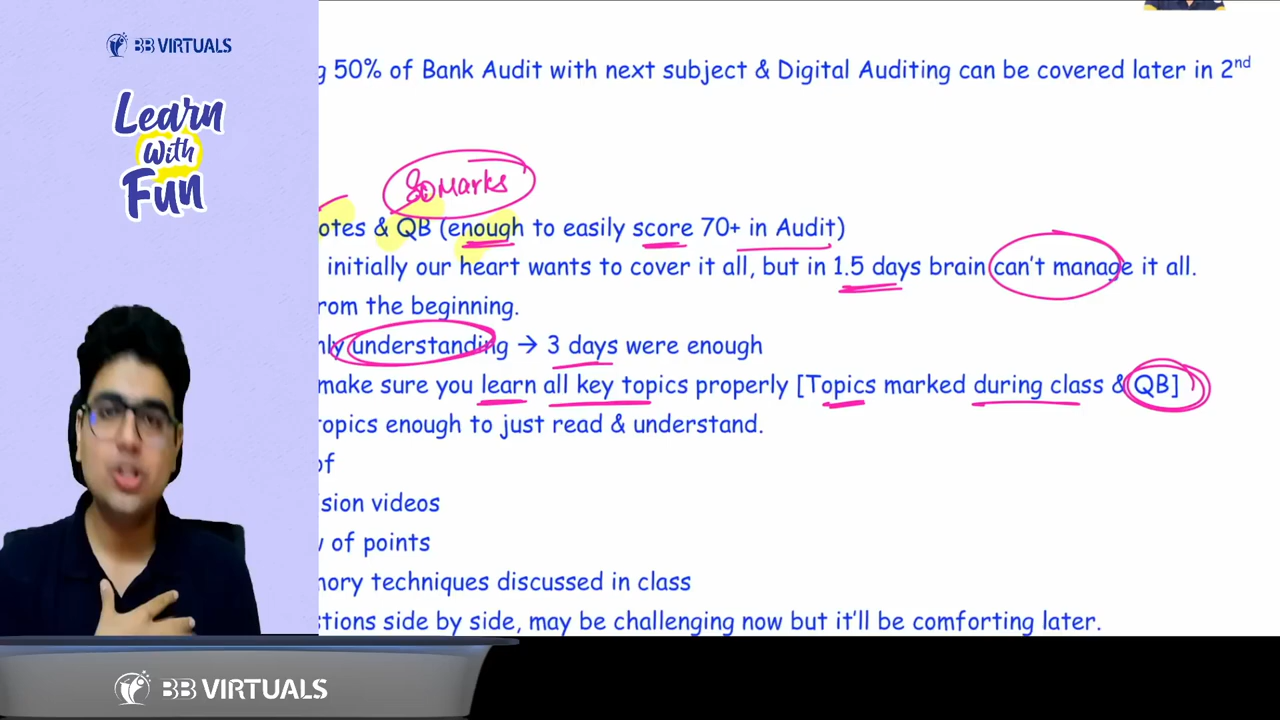 BB VIRTUALS
Learn
With
Fun
50% of Bank Audit with next subject & Digital Auditing can be covered later in 2nd
80 Marks
otes & QB (enough to easily score 70+ in Audit)
initially our heart wants to cover it all, but in 1.5 days brain can't manage it all.
rom the beginning.
nly understanding → 3 days were enough
make sure you learn all key topics properly [Topics marked during class & QB]
topics enough to just read & understand.
of
ision videos
of points
mory techniques discussed in class
stions side by side, may be challenging now but it'll be comforting later.
BB VIRTUALS